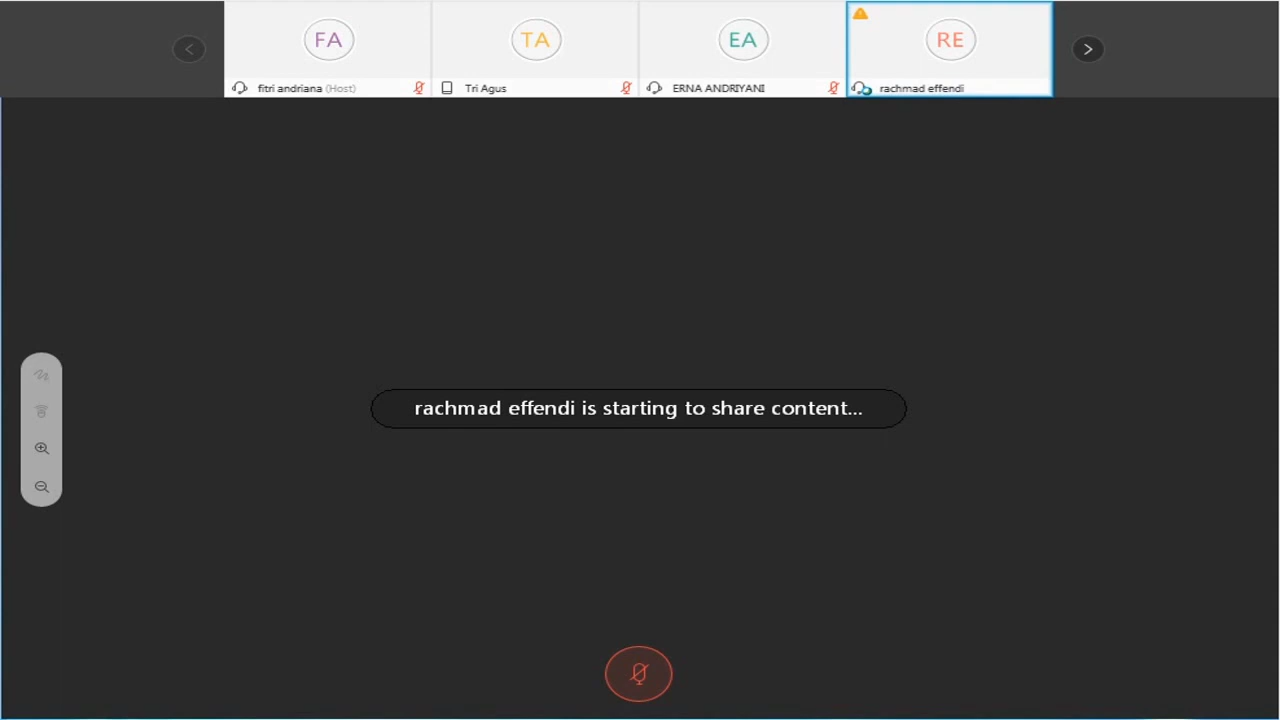 FA
TA
EA
RE
fitri andriana (Host)
Tri Agus
ERNA ANDRIYANI
rachmad effendi
rachmad effendi is starting to share content...